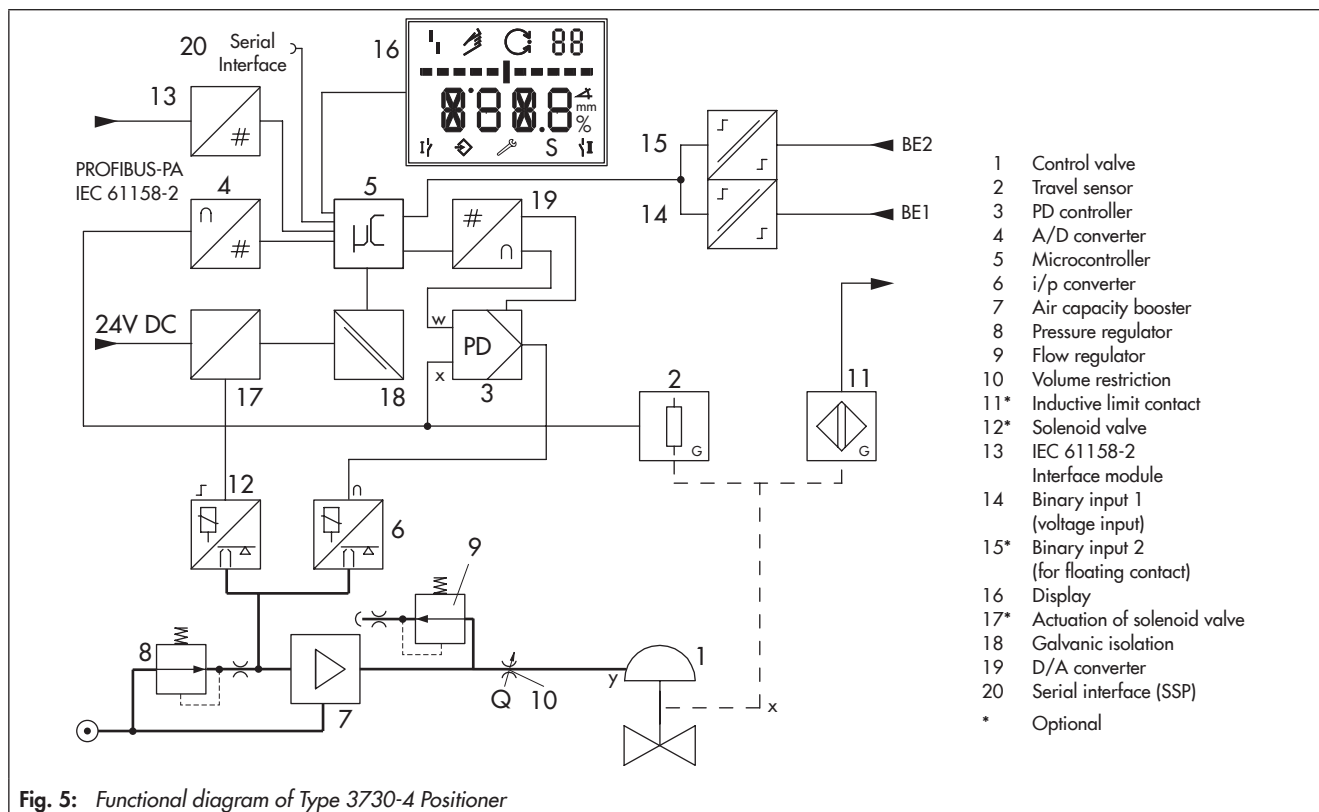 20
Serial
Interface
16
88
8.88.8
mm
%
S
13
#
PROFIBUS-PA
IEC 61158-2
4
#
5
µC
#
19
15
BE2
14
BE1
24V DC
17
18
w
PD
x
3
2
G
11
G
12
6
9
8
7
Q
10
y
1
x
1 Control valve
2 Travel sensor
3 PD controller
4 A/D converter
5 Microcontroller
6 i/p converter
7 Air capacity booster
8 Pressure regulator
9 Flow regulator
10 Volume restriction
11* Inductive limit contact
12* Solenoid valve
13 IEC 61158-2
Interface module
14 Binary input 1
(voltage input)
15* Binary input 2
(for floating contact)
16 Display
17* Actuation of solenoid valve
18 Galvanic isolation
19 D/A converter
20 Serial interface (SSP)
* Optional
Fig. 5: Functional diagram of Type 3730-4 Positioner